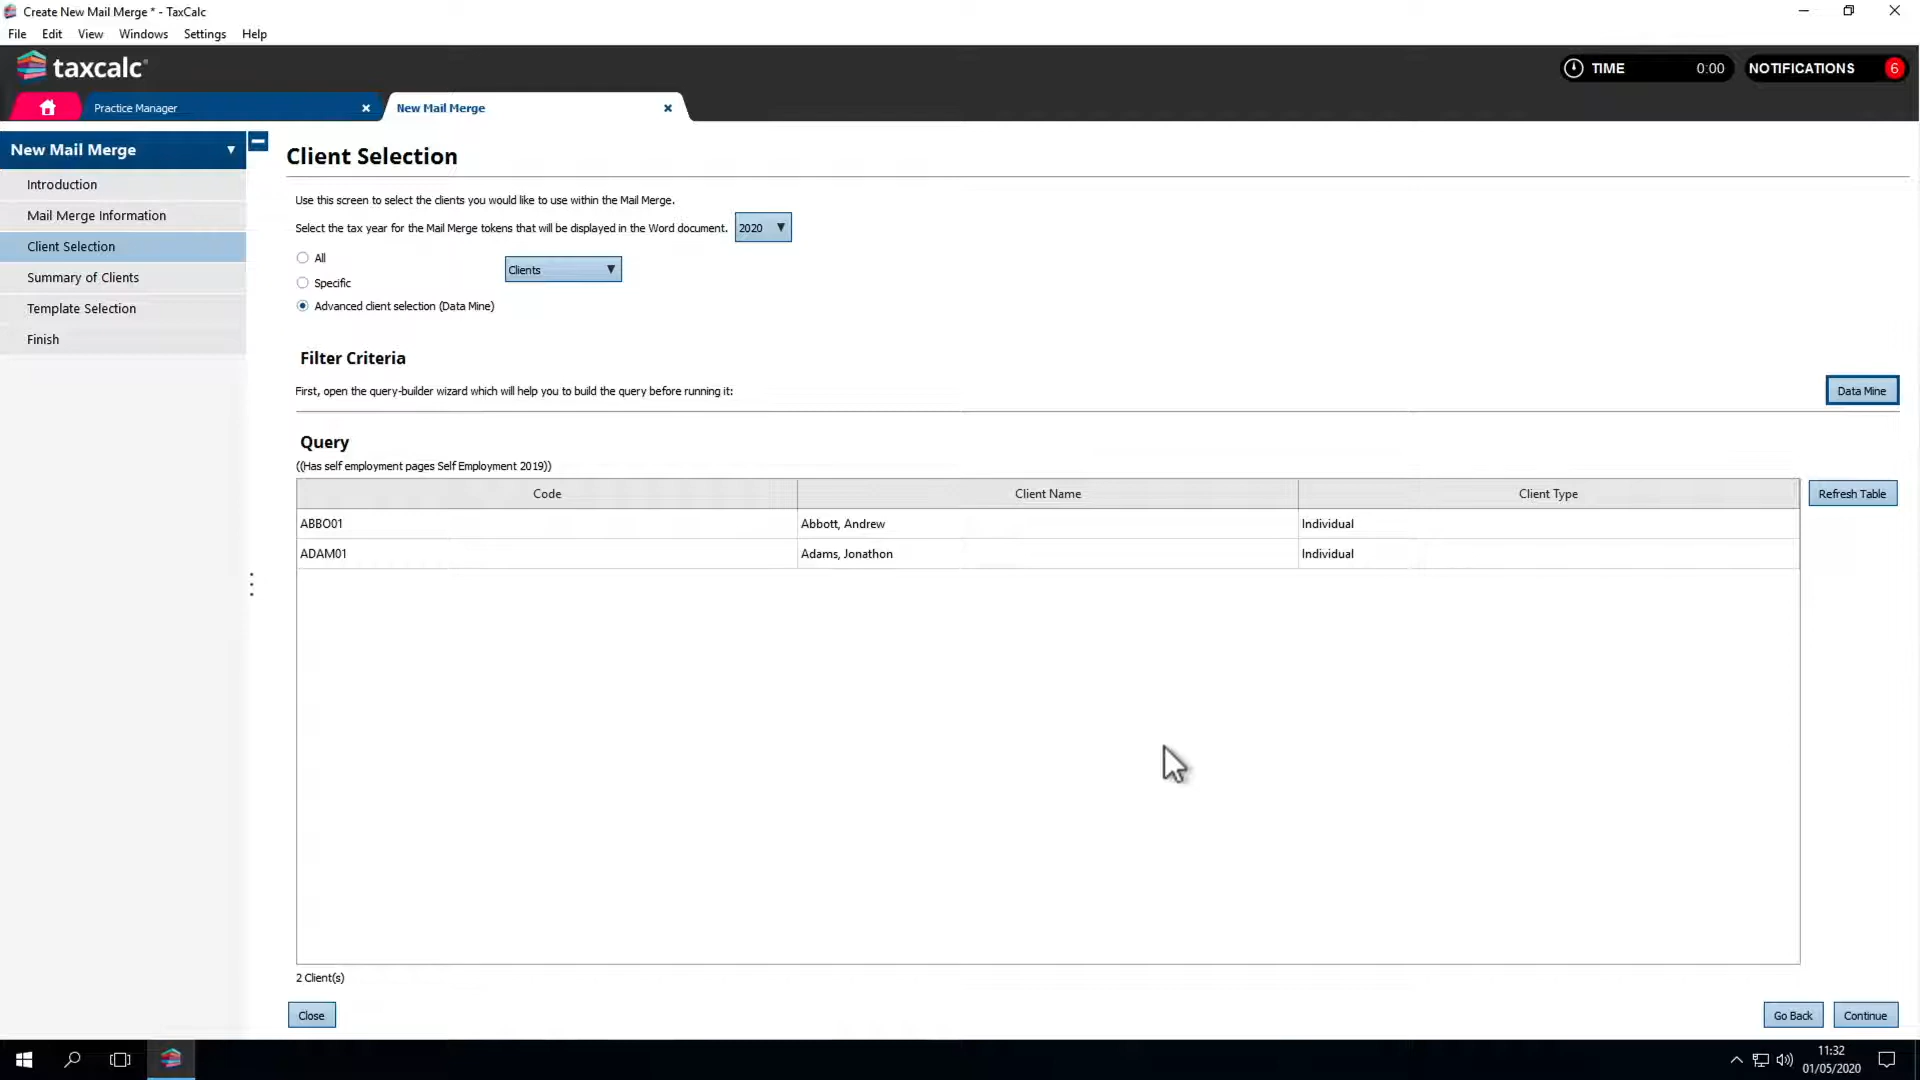 Create New Mail Merge * - TaxCalc
File Edit View Windows Settings Help
taxcalc
TIME 0:00 NOTIFICATIONS 6
Practice Manager
New Mail Merge
New Mail Merge
Introduction
Mail Merge Information
Client Selection
Summary of Clients
Template Selection
Finish
Client Selection
Use this screen to select the clients you would like to use within the Mail Merge.
Select the tax year for the Mail Merge tokens that will be displayed in the Word document. 2020
All
Clients
Specific
Advanced client selection (Data Mine)
Filter Criteria
First, open the query-builder wizard which will help you to build the query before running it:
Data Mine
Query
((Has self employment pages Self Employment 2019))
Code Client Name Client Type
Refresh Table
ABBO01 Abbott, Andrew Individual
ADAM01 Adams, Jonathon Individual
2 Client(s)
Close Go Back Continue
11:32
01/05/2020